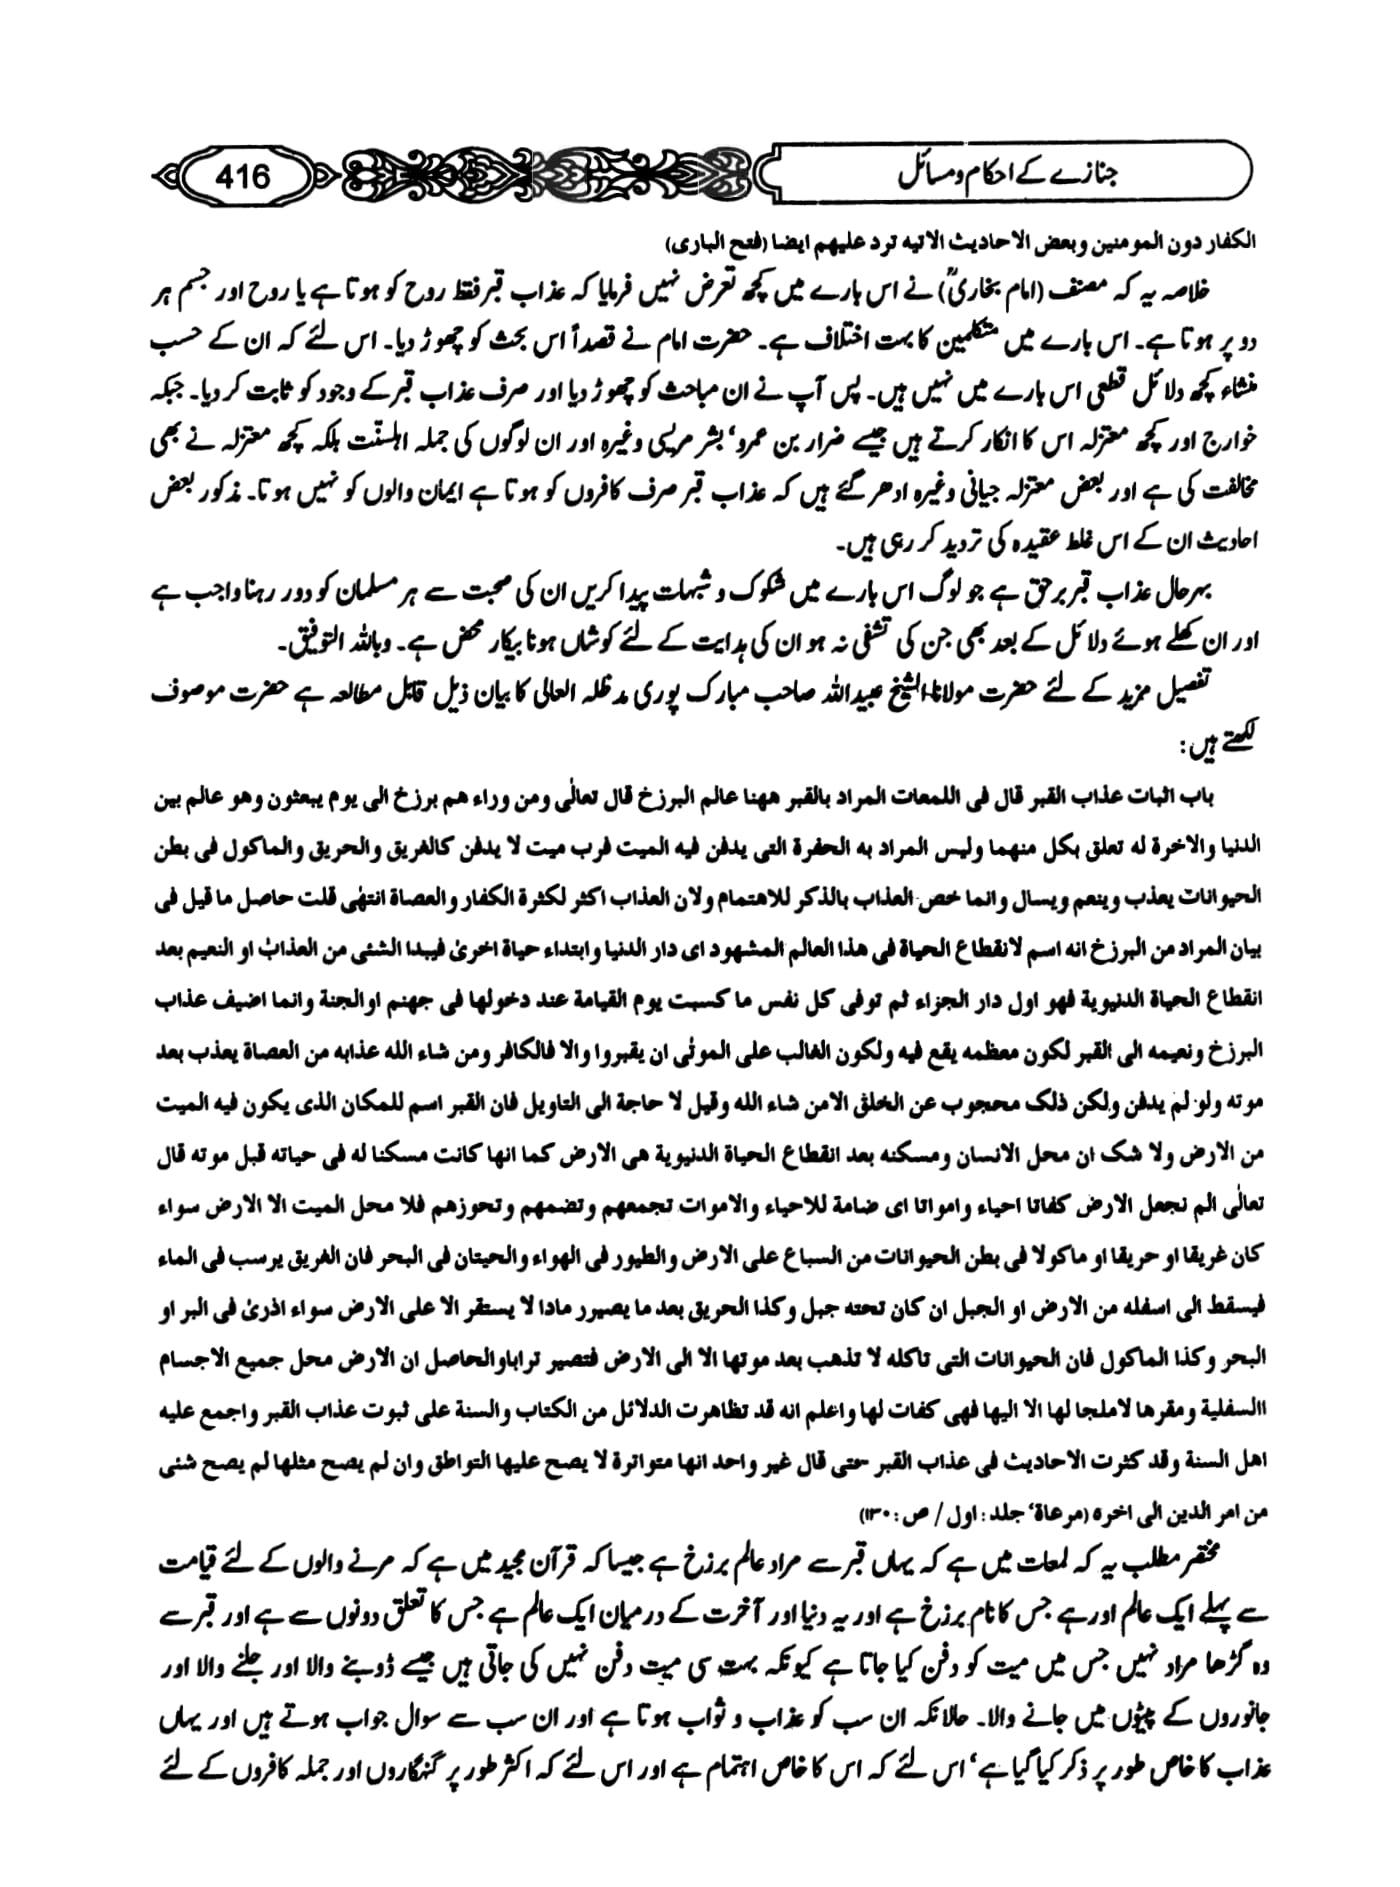 جنازے کے احکام و مسائل
416
الکفار دون المومنین وبعض الاحادیث الاتیه ترد علیهم ایضا (فتح الباری)
خلاصہ یہ کہ مصنف (امام بخاریؒ) نے اس بارے میں کچھ تعرض نہیں فرمایا کہ عذاب قبر فقط روح کو ہوتا ہے یا روح اور جسم ہر
دو پر ہوتا ہے۔ اس بارے میں متکلمین کا بہت اختلاف ہے۔ حضرت امام نے قصداً اس بحث کو چھوڑ دیا۔ اس لئے کہ ان کے حسب
منشاء کچھ دلائل قطعی اس بارے میں نہیں ہیں۔ پس آپ نے ان مباحث کو چھوڑ دیا اور صرف عذاب قبر کے وجود کو ثابت کر دیا۔ جبکہ
خوارج اور کچھ معتزلہ اس کا انکار کرتے ہیں جیسے ضرار بن عمرو‘ بشر مریسی وغیرہ اور ان لوگوں کی جملہ اہلسنّت بلکہ کچھ معتزلہ نے بھی
مخالفت کی ہے اور بعض معتزلہ جیانی وغیرہ ادھر گئے ہیں کہ عذاب قبر صرف کافروں کو ہوتا ہے ایمان والوں کو نہیں ہوتا۔ مذکور بعض
احادیث ان کے اس غلط عقیدہ کی تردید کر رہی ہیں۔
بہرحال عذاب قبر برحق ہے جو لوگ اس بارے میں شکوک و شبہات پیدا کریں ان کی صحبت سے ہر مسلمان کو دور رہنا واجب ہے
اور ان کھلے ہوئے دلائل کے بعد بھی جن کی تشفی نہ ہو ان کی ہدایت کے لئے کوشاں ہونا بیکار محض ہے۔ وباللہ التوفیق۔
تفصیل مزید کے لئے حضرت مولانا الشیخ عبیداللہ صاحب مبارک پوری مدظلہ العالی کا بیان ذیل قابل مطالعہ ہے حضرت موصوف
لکھتے ہیں:
باب اثبات عذاب القبر قال فی اللمعات المراد بالقبر ههنا عالم البرزخ قال تعالٰی ومن وراء هم برزخ الی یوم یبعثون وهو عالم بین
الدنیا والاخرة له تعلق بکل منهما ولیس المراد به الحفرة التی یدفن فیه المیت فرب میت لا یدفن کالغریق والحریق والماکول فی بطن
الحیوانات یعذب وینعم ویسال وانما خص العذاب بالذکر للاهتمام ولان العذاب اکثر لکثرة الکفار والعصاة انتهٰی قلت حاصل ما قیل فی
بیان المراد من البرزخ انه اسم لانقطاع الحیاة فی هذا العالم المشهود ای دار الدنیا وابتداء حیاة اخریٰ فیبدا الشئی من العذاب او النعیم بعد
انقطاع الحیاة الدنیویة فهو اول دار الجزاء ثم توفی کل نفس ما کسبت یوم القیامة عند دخولها فی جهنم اوالجنة وانما اضیف عذاب
البرزخ ونعیمه الی القبر لکون معظمه یقع فیه ولکون الغالب علی الموتٰی ان یقبروا والا فالکافر ومن شاء الله عذابه من العصاة یعذب بعد
موته ولو لم یدفن ولکن ذلک محجوب عن الخلق الامن شاء الله وقیل لا حاجة الی التاویل فان القبر اسم للمکان الذی یکون فیه المیت
من الارض ولا شک ان محل الانسان ومسکنه بعد انقطاع الحیاة الدنیویة هی الارض کما انها کانت مسکنا له فی حیاته قبل موته قال
تعالٰی الم نجعل الارض کفاتا احیاء وامواتا ای ضامة للاحیاء والاموات تجمعهم وتضمهم وتحوزهم فلا محل المیت الا الارض سواء
کان غریقا او حریقا او ماکولا فی بطن الحیوانات من السباع علی الارض والطیور فی الهواء والحیتان فی البحر فان الغریق یرسب فی الماء
فیسقط الی اسفله من الارض او الجبل ان کان تحته جبل وکذا الحریق بعد ما یصیرر مادا لا یستقر الا علی الارض سواء اذریٰ فی البر او
البحر وکذا الماکول فان الحیوانات التی تاکله لا تذهب بعد موتها الا الی الارض فتصیر تراباوالحاصل ان الارض محل جمیع الاجسام
االسفلیة ومقرها لاملجا لها الا الیها فهی کفات لها واعلم انه قد تظاهرت الدلائل من الکتاب والسنة علی ثبوت عذاب القبر واجمع علیه
اهل السنة وقد کثرت الاحادیث فی عذاب القبر حتی قال غیر واحد انها متواترة لا یصح علیها التواطق وان لم یصح مثلها لم یصح شئی
من امر الدین الی اخره (مرعاة‘ جلد: اول / ص: ۱۳۰)
مختصر مطلب یہ کہ لمعات میں ہے کہ یہاں قبر سے مراد عالم برزخ ہے جیسا کہ قرآن مجید میں ہے کہ مرنے والوں کے لئے قیامت
سے پہلے ایک عالم اور ہے جس کا نام برزخ ہے اور یہ دنیا اور آخرت کے درمیان ایک عالم ہے جس کا تعلق دونوں سے ہے اور قبر سے
وہ گڑھا مراد نہیں جس میں میت کو دفن کیا جاتا ہے کیونکہ بہت سی میت دفن نہیں کی جاتی ہیں جیسے ڈوبنے والا اور جلنے والا اور
جانوروں کے پیٹوں میں جانے والا۔ حالانکہ ان سب کو عذاب و ثواب ہوتا ہے اور ان سب سے سوال جواب ہوتے ہیں اور یہاں
عذاب کا خاص طور پر ذکر کیا گیا ہے‘ اس لئے کہ اس کا خاص اہتمام ہے اور اس لئے کہ اکثر طور پر گنہگاروں اور جملہ کافروں کے لئے